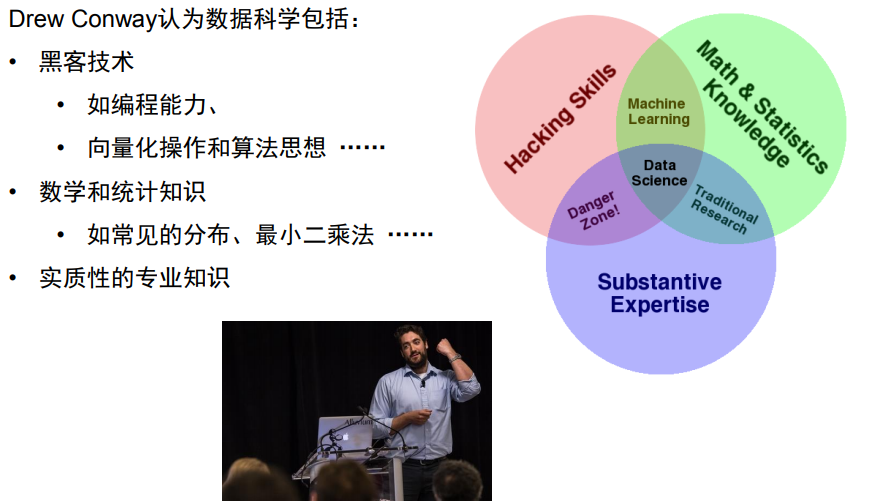 Drew Conway认为数据科学包括：
• 黑客技术
• 如编程能力、
• 向量化操作和算法思想 ……
• 数学和统计知识
• 如常见的分布、最小二乘法 ……
• 实质性的专业知识
Hacking Skills
Math & Statistics
Knowledge
Machine
Learning
Data
Science
Danger
Zone!
Traditional
Research
Substantive
Expertise